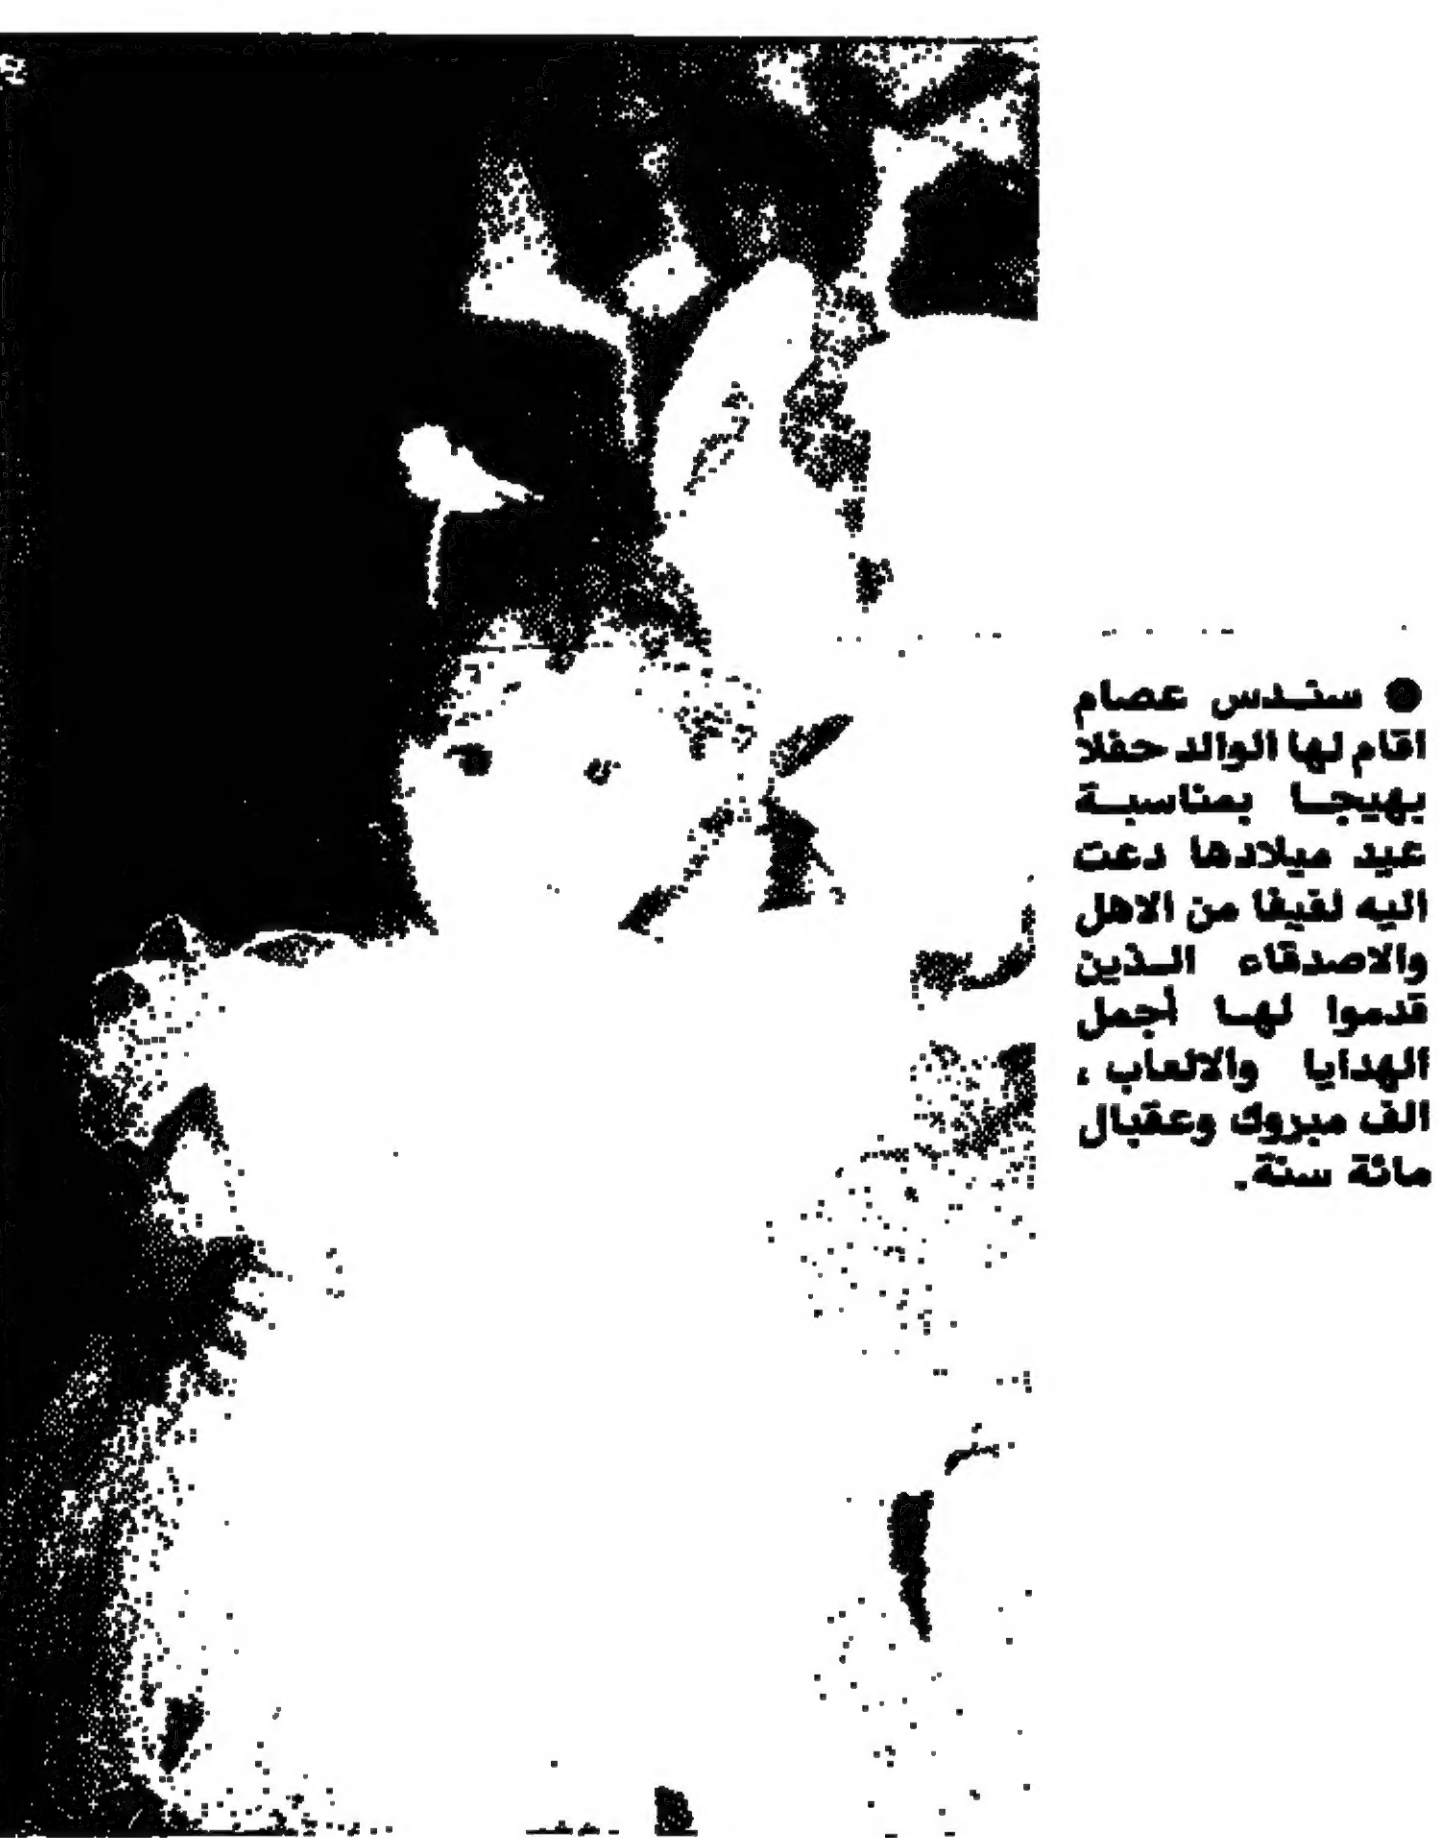 ● سندس عصام
اقام لها الوالد حفلا
بهيجا بمناسبة
عيد ميلادها دعت
اليه لفيفا من الاهل
والاصدقاء الذين
قدموا لها أجمل
الهدايا والالعاب ،
الف مبروك وعقبال
مائة سنة.